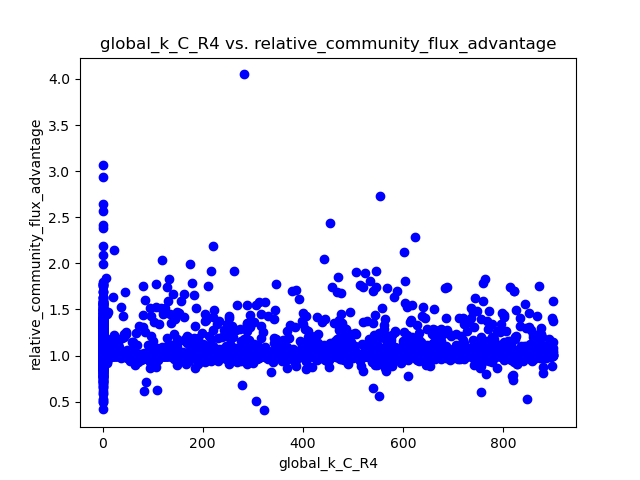 global_k_C_R4 vs. relative_community_flux_advantage
relative_community_flux_advantage
4.0
3.5
3.0
2.5
2.0
1.5
1.0
0.5
0 200 400 600 800
global_k_C_R4